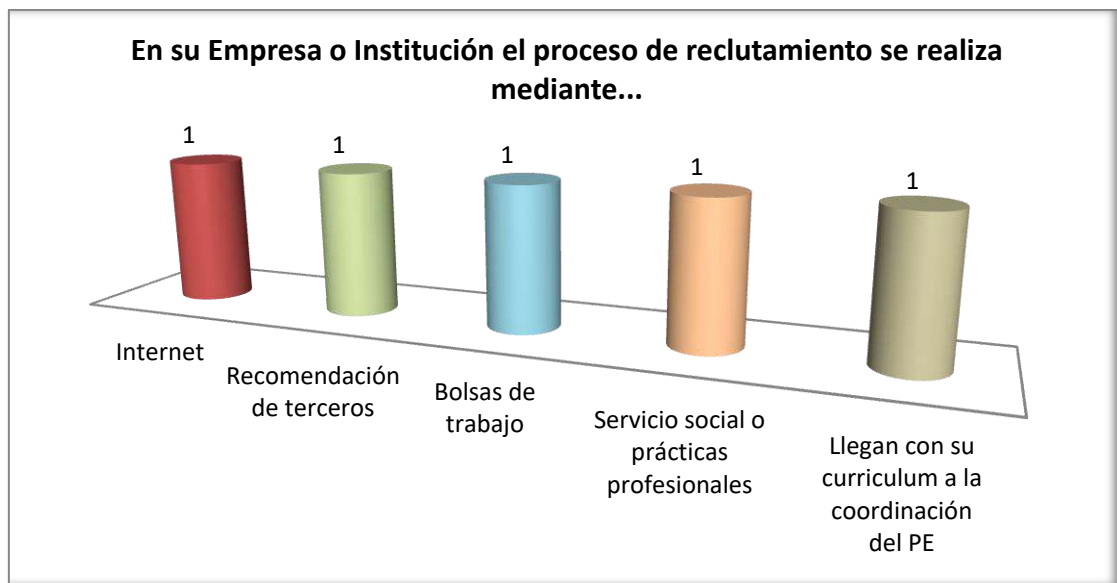 En su Empresa o Institución el proceso de reclutamiento se realiza
mediante...
1
1
1
1
1
Internet
Recomendación
de terceros
Bolsas de
trabajo
Servicio social o
prácticas
profesionales
Llegan con su
curriculum a la
coordinación
del PE